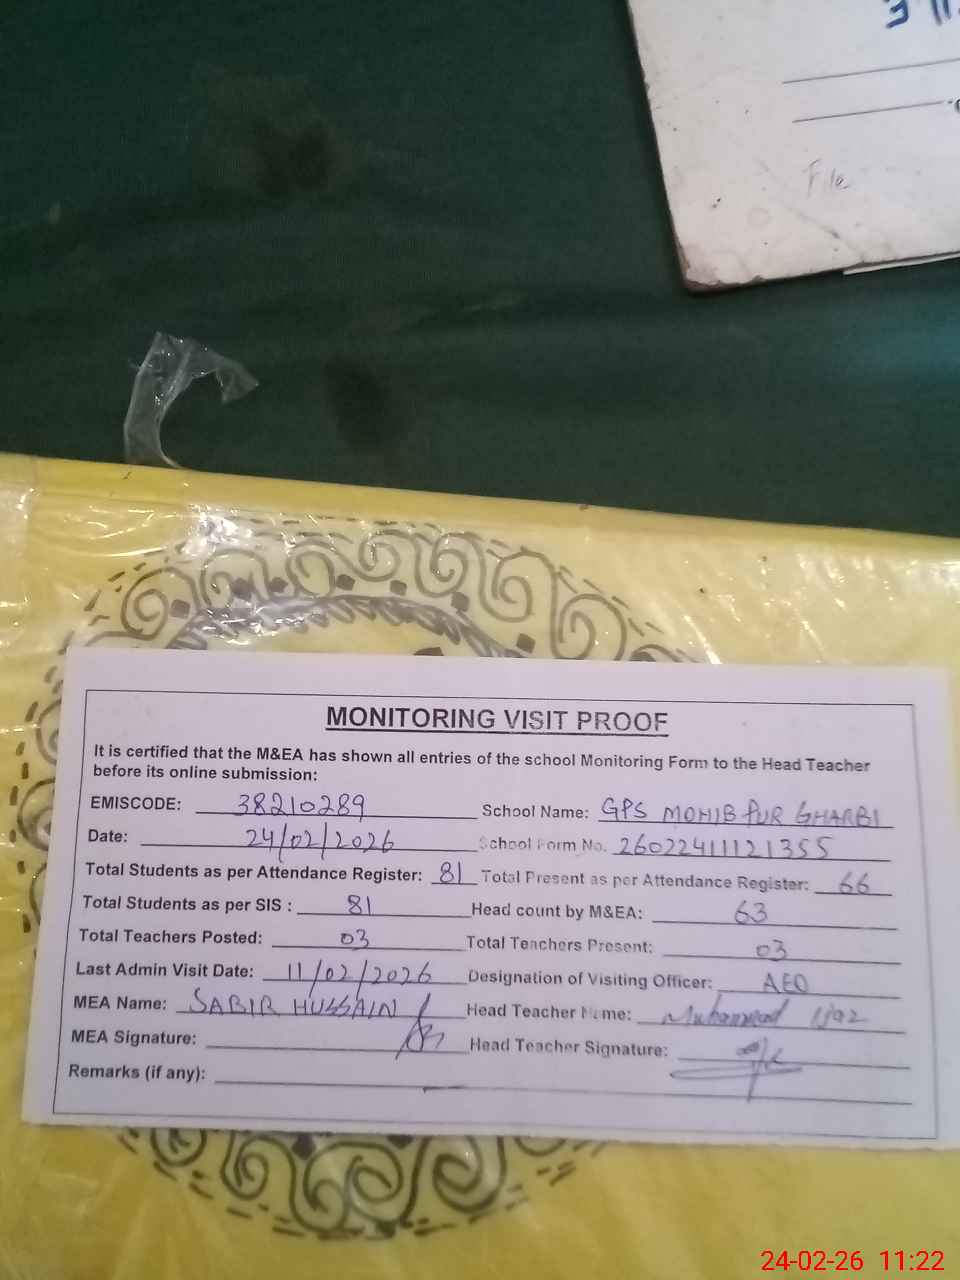 File
MONITORING VISIT PROOF
It is certified that the M&EA has shown all entries of the school Monitoring Form to the Head Teacher
before its online submission:
EMISCODE: 38210289 School Name: GPS MOHIB PUR GHARBI
Date: 24/02/2026 School Form No. 26022411121355
Total Students as per Attendance Register: 81 Total Present as per Attendance Register: 66
Total Students as per SIS : 81 Head count by M&EA: 63
Total Teachers Posted: 03 Total Teachers Present: 03
Last Admin Visit Date: 11/02/2026 Designation of Visiting Officer: AEO
MEA Name: SABIR HUSSAIN Head Teacher Name: Muhammad Ijaz
MEA Signature: Head Teacher Signature:
Remarks (if any):
24-02-26 11:22